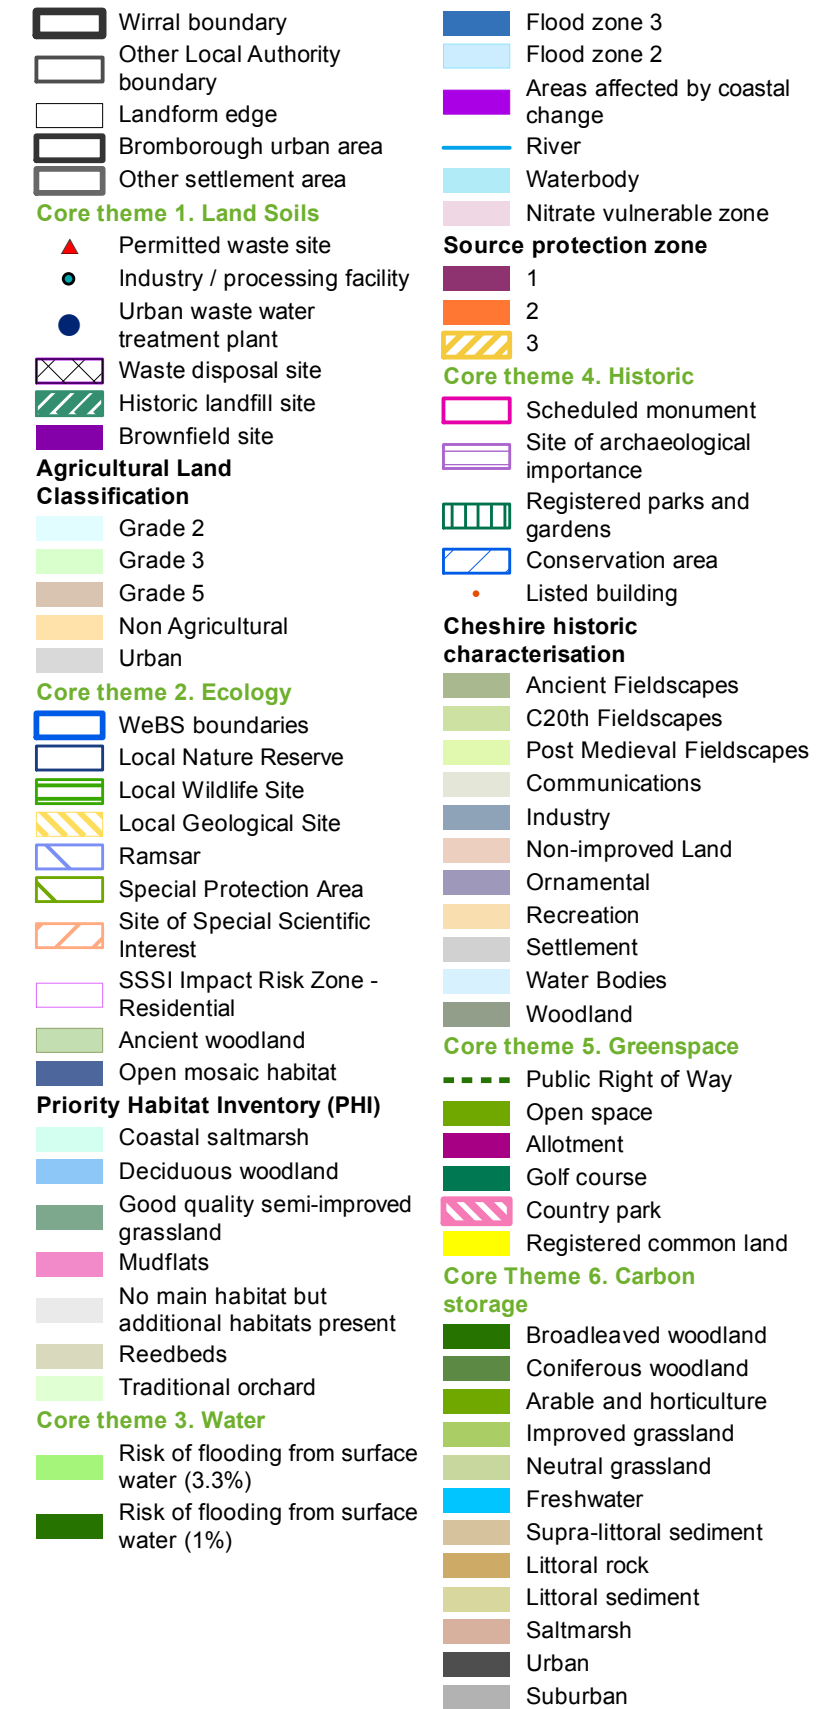 Wirral boundary
Other Local Authority
boundary
Landform edge
Bromborough urban area
Other settlement area
Core theme 1. Land Soils
Permitted waste site
Industry / processing facility
Urban waste water
treatment plant
Waste disposal site
Historic landfill site
Brownfield site
Agricultural Land
Classification
Grade 2
Grade 3
Grade 5
Non Agricultural
Urban
Core theme 2. Ecology
WeBS boundaries
Local Nature Reserve
Local Wildlife Site
Local Geological Site
Ramsar
Special Protection Area
Site of Special Scientific
Interest
SSSI Impact Risk Zone -
Residential
Ancient woodland
Open mosaic habitat
Priority Habitat Inventory (PHI)
Coastal saltmarsh
Deciduous woodland
Good quality semi-improved
grassland
Mudflats
No main habitat but
additional habitats present
Reedbeds
Traditional orchard
Core theme 3. Water
Risk of flooding from surface
water (3.3%)
Risk of flooding from surface
water (1%)
Flood zone 3
Flood zone 2
Areas affected by coastal
change
River
Waterbody
Nitrate vulnerable zone
Source protection zone
1
2
3
Core theme 4. Historic
Scheduled monument
Site of archaeological
importance
Registered parks and
gardens
Conservation area
Listed building
Cheshire historic
characterisation
Ancient Fieldscapes
C20th Fieldscapes
Post Medieval Fieldscapes
Communications
Industry
Non-improved Land
Ornamental
Recreation
Settlement
Water Bodies
Woodland
Core theme 5. Greenspace
Public Right of Way
Open space
Allotment
Golf course
Country park
Registered common land
Core Theme 6. Carbon
storage
Broadleaved woodland
Coniferous woodland
Arable and horticulture
Improved grassland
Neutral grassland
Freshwater
Supra-littoral sediment
Littoral rock
Littoral sediment
Saltmarsh
Urban
Suburban